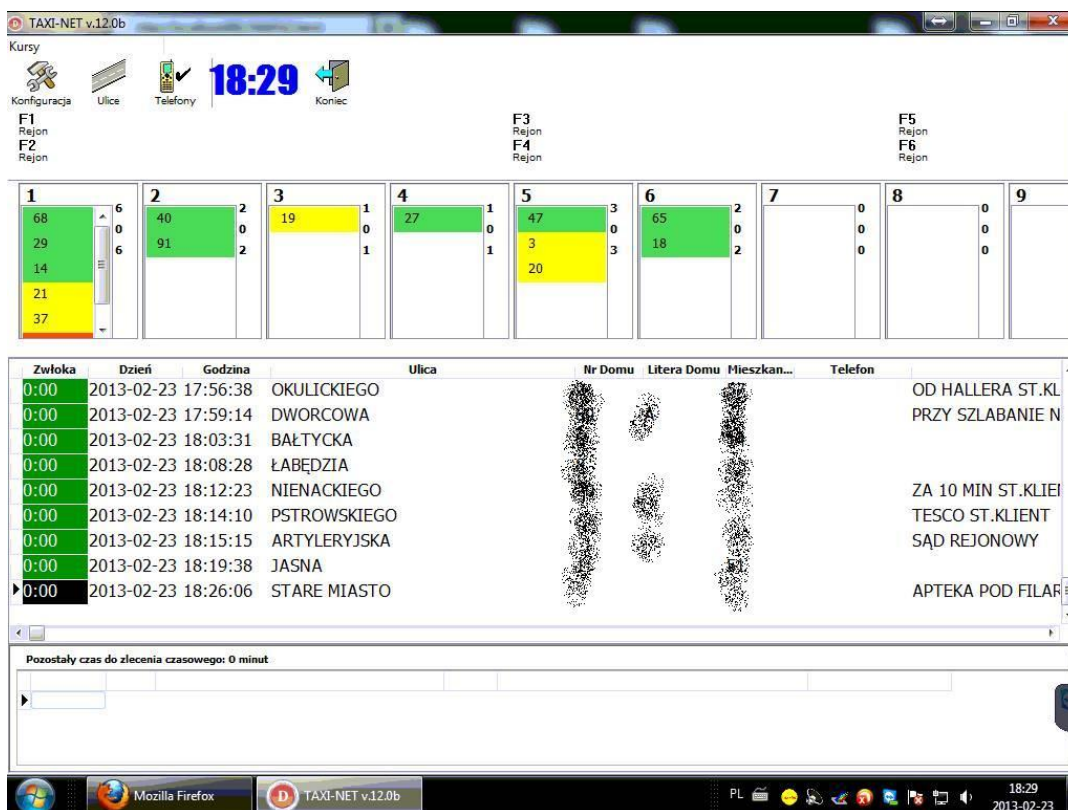 TAXI-NET v.12.0b
Kursy
Konfiguracja Ulice Telefony 18:29 Koniec
F1 F3 F5
Rejon Rejon Rejon
F2 F4 F6
Rejon Rejon Rejon
1 2 3 4 5 6 7 8 9
68 6 40 2 19 1 27 1 47 3 65 2 0 0
29 0 91 0 0 0 3 0 18 0 0 0
14 6 2 1 1 20 3 2 0 0
21
37
Zwłoka Dzień Godzina Ulica Nr Domu Litera Domu Mieszkan... Telefon
0:00 2013-02-23 17:56:38 OKULICKIEGO OD HALLERA ST.KL
0:00 2013-02-23 17:59:14 DWORCOWA A PRZY SZLABANIE N
0:00 2013-02-23 18:03:31 BAŁTYCKA
0:00 2013-02-23 18:08:28 ŁABĘDZIA
0:00 2013-02-23 18:12:23 NIENACKIEGO ZA 10 MIN ST.KLIEN
0:00 2013-02-23 18:14:10 PSTROWSKIEGO TESCO ST.KLIENT
0:00 2013-02-23 18:15:15 ARTYLERYJSKA SĄD REJONOWY
0:00 2013-02-23 18:19:38 JASNA
0:00 2013-02-23 18:26:06 STARE MIASTO APTEKA POD FILAR
Pozostały czas do zlecenia czasowego: 0 minut
Mozilla Firefox D TAXI-NET v.12.0b PL 18:29
2013-02-23